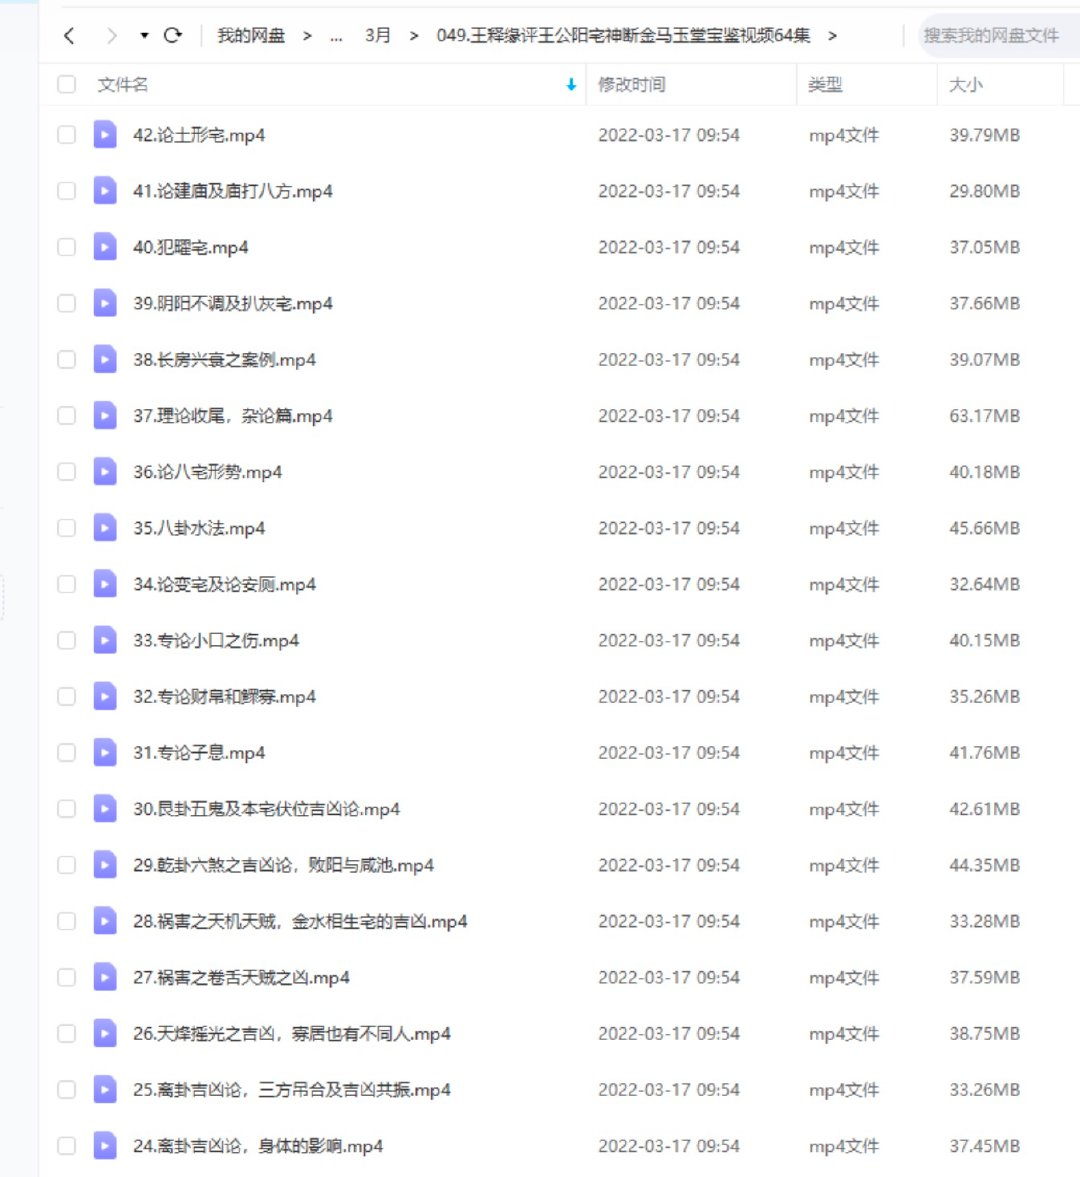 我的网盘 > ... 3月 > 049.王释缘评王公阳宅神断金马玉堂宝鉴视频64集 > 搜索我的网盘文件
文件名 修改时间 类型 大小
42.论土形宅.mp4 2022-03-17 09:54 mp4文件 39.79MB
41.论建庙及庙打八方.mp4 2022-03-17 09:54 mp4文件 29.80MB
40.犯曜宅.mp4 2022-03-17 09:54 mp4文件 37.05MB
39.阴阳不调及扒灰宅.mp4 2022-03-17 09:54 mp4文件 37.66MB
38.长房兴衰之案例.mp4 2022-03-17 09:54 mp4文件 39.07MB
37.理论收尾，杂论篇.mp4 2022-03-17 09:54 mp4文件 63.17MB
36.论八宅形势.mp4 2022-03-17 09:54 mp4文件 40.18MB
35.八卦水法.mp4 2022-03-17 09:54 mp4文件 45.66MB
34.论变宅及论安厕.mp4 2022-03-17 09:54 mp4文件 32.64MB
33.专论小口之伤.mp4 2022-03-17 09:54 mp4文件 40.15MB
32.专论财帛和鳏寡.mp4 2022-03-17 09:54 mp4文件 35.26MB
31.专论子息.mp4 2022-03-17 09:54 mp4文件 41.76MB
30.艮卦五鬼及本宅伏位吉凶论.mp4 2022-03-17 09:54 mp4文件 42.61MB
29.乾卦六煞之吉凶论，败阳与咸池.mp4 2022-03-17 09:54 mp4文件 44.35MB
28.祸害之天机天贼，金水相生宅的吉凶.mp4 2022-03-17 09:54 mp4文件 33.28MB
27.祸害之卷舌天贼之凶.mp4 2022-03-17 09:54 mp4文件 37.59MB
26.天烽摇光之吉凶，寡居也有不同人.mp4 2022-03-17 09:54 mp4文件 38.75MB
25.离卦吉凶论，三方吊合及吉凶共振.mp4 2022-03-17 09:54 mp4文件 33.26MB
24.离卦吉凶论，身体的影响.mp4 2022-03-17 09:54 mp4文件 37.45MB